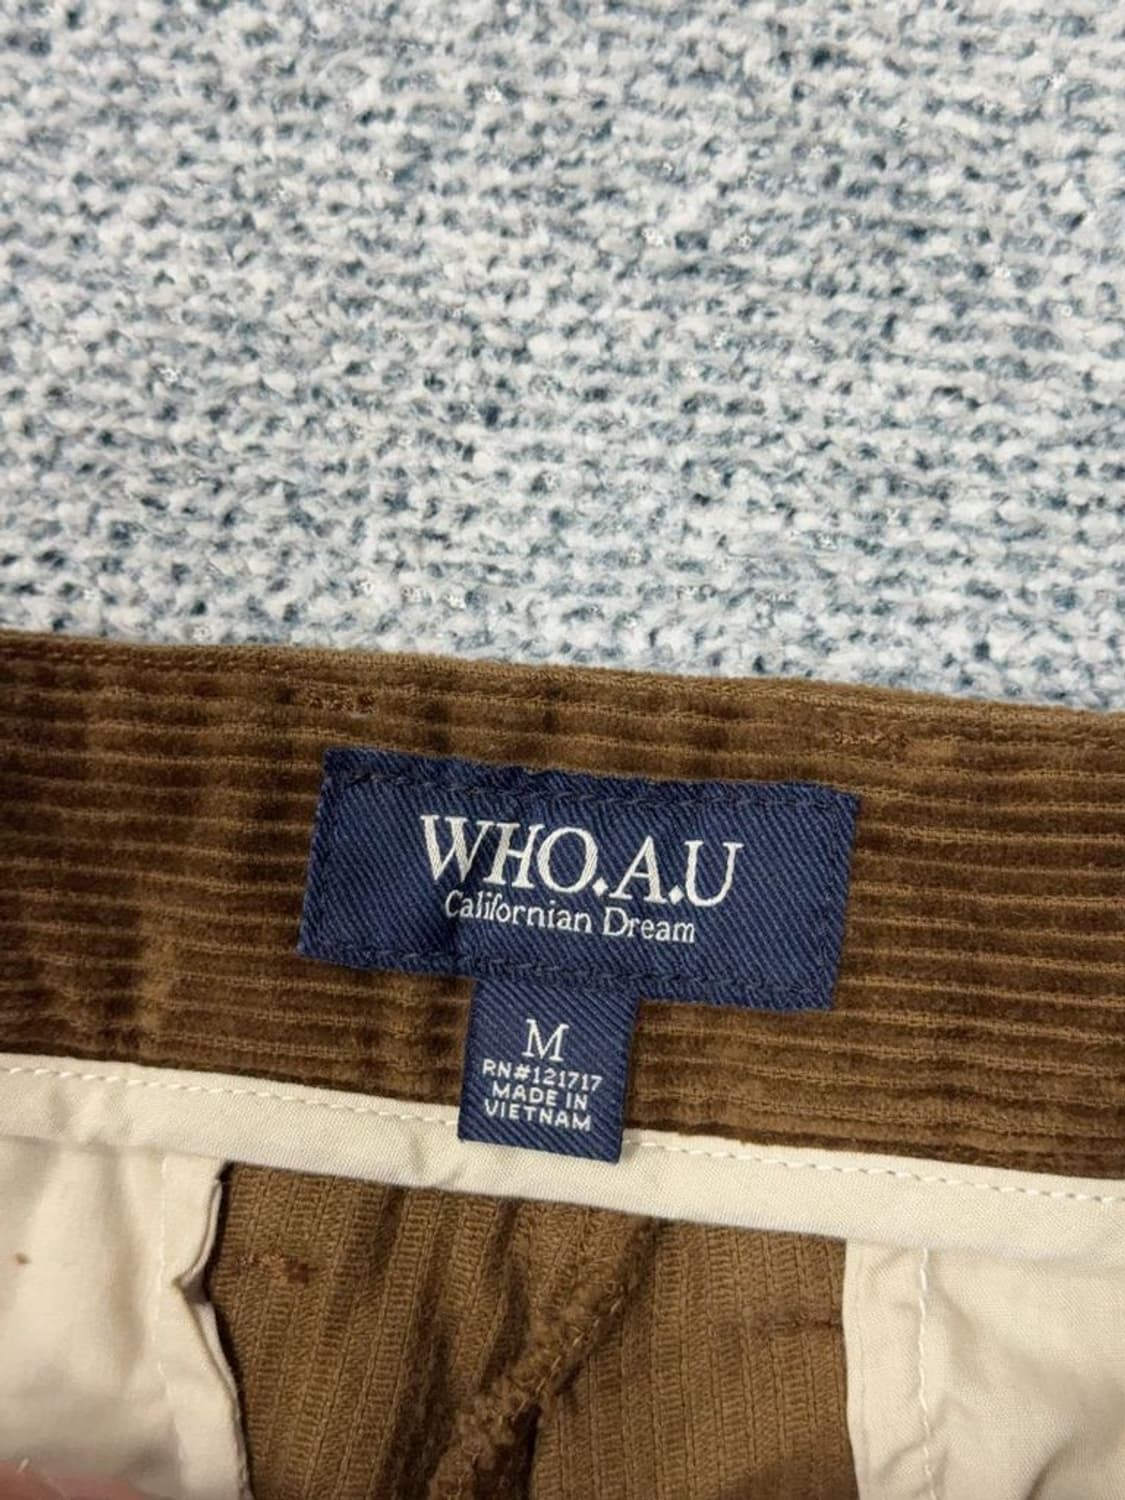 WHO.A.U
Californian Dream
M
RN#121717
MADE IN
VIETNAM